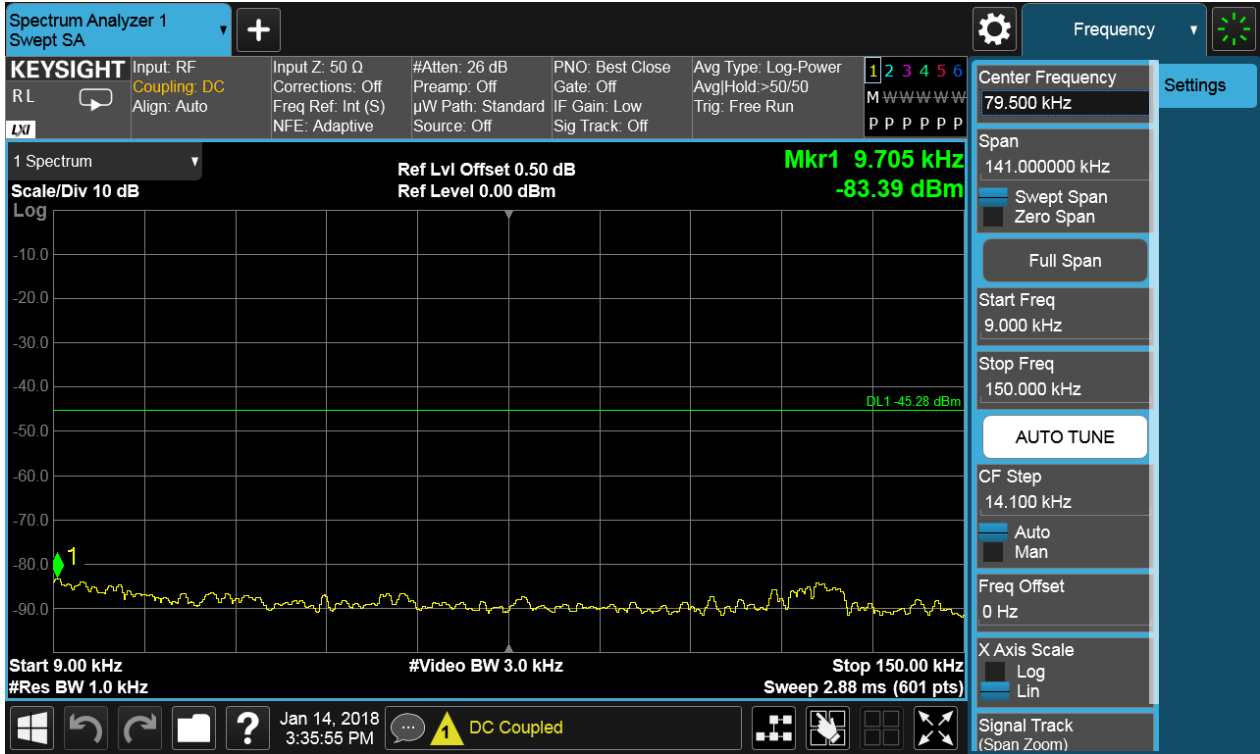 Spectrum Analyzer 1
Swept SA
Frequency
KEYSIGHT
RL
LXI
Input: RF
Coupling: DC
Align: Auto
Input Z: 50 Ω
Corrections: Off
Freq Ref: Int (S)
NFE: Adaptive
#Atten: 26 dB
Preamp: Off
µW Path: Standard
Source: Off
PNO: Best Close
Gate: Off
IF Gain: Low
Sig Track: Off
Avg Type: Log-Power
Avg|Hold:>50/50
Trig: Free Run
1 2 3 4 5 6
M W W W W W
P P P P P P
1 Spectrum
Scale/Div 10 dB
Log
Ref Lvl Offset 0.50 dB
Ref Level 0.00 dBm
Mkr1 9.705 kHz
-83.39 dBm
-10.0
-20.0
-30.0
-40.0
DL1 -45.28 dBm
-50.0
-60.0
-70.0
-80.0
1
-90.0
Start 9.00 kHz
#Video BW 3.0 kHz
Stop 150.00 kHz
#Res BW 1.0 kHz
Sweep 2.88 ms (601 pts)
Center Frequency
79.500 kHz
Settings
Span
141.000000 kHz
Swept Span
Zero Span
Full Span
Start Freq
9.000 kHz
Stop Freq
150.000 kHz
AUTO TUNE
CF Step
14.100 kHz
Auto
Man
Freq Offset
0 Hz
X Axis Scale
Log
Lin
Signal Track
(Span Zoom)
?
Jan 14, 2018
3:35:55 PM
1
DC Coupled